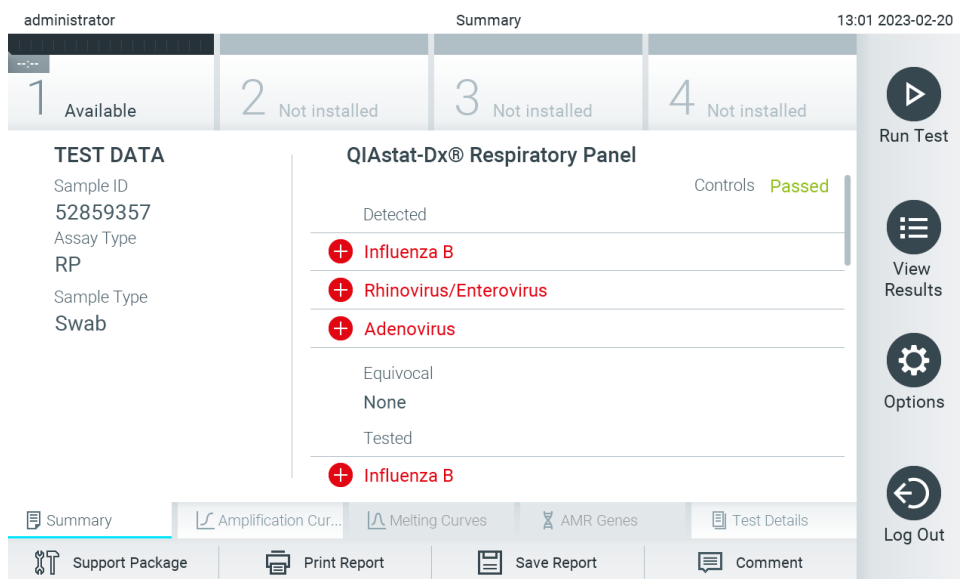 administrator Summary 13:01 2023-02-20
--:--
1 Available 2 Not installed 3 Not installed 4 Not installed
Run Test
View Results
Options
Log Out
TEST DATA
Sample ID
52859357
Assay Type
RP
Sample Type
Swab
QIAstat-Dx® Respiratory Panel
Controls Passed
Detected
Influenza B
Rhinovirus/Enterovirus
Adenovirus
Equivocal
None
Tested
Influenza B
Summary Amplification Cur... Melting Curves AMR Genes Test Details
Support Package Print Report Save Report Comment